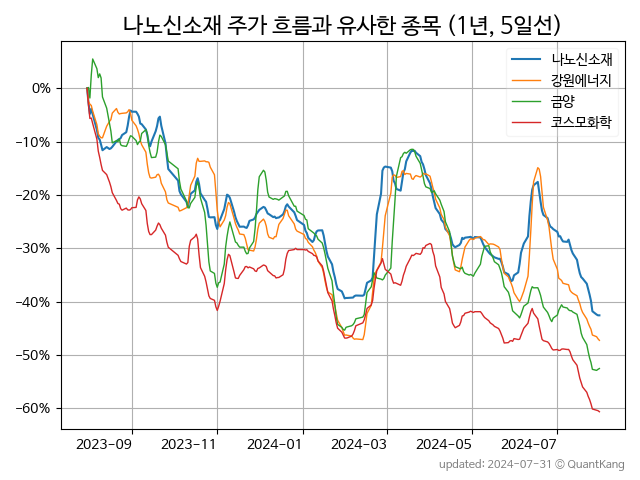 나노신소재 주가 흐름과 유사한 종목 (1년, 5일선)
나노신소재
강원에너지
금양
코스모화학
0%
−10%
−20%
−30%
−40%
−50%
−60%
2023-09 2023-11 2024-01 2024-03 2024-05 2024-07
updated: 2024-07-31 © QuantKang